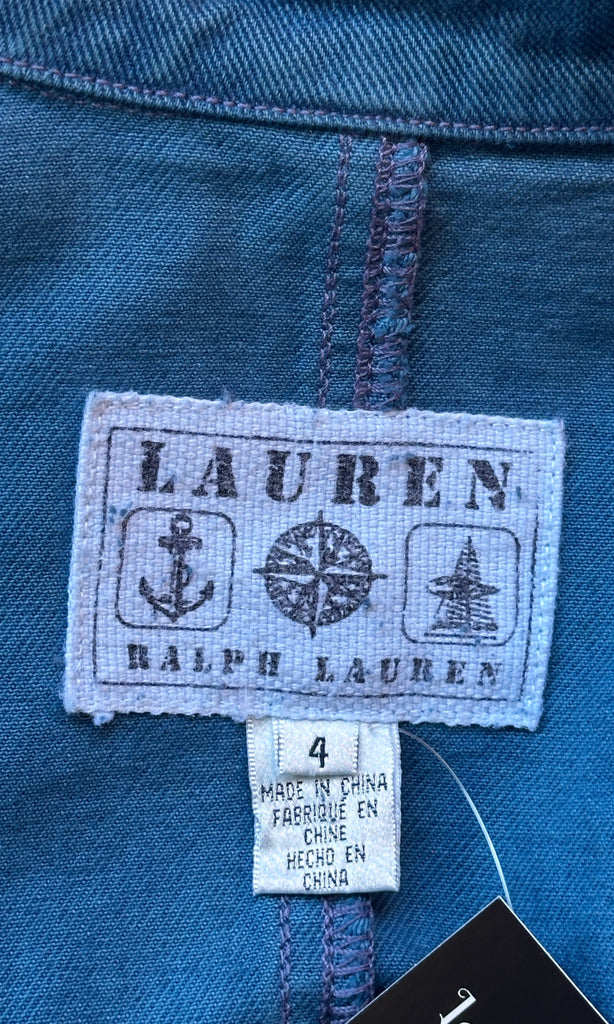 LAUREN
RALPH LAUREN
4
MADE IN CHINA
FABRIQUÉ EN
CHINE
HECHO EN
CHINA